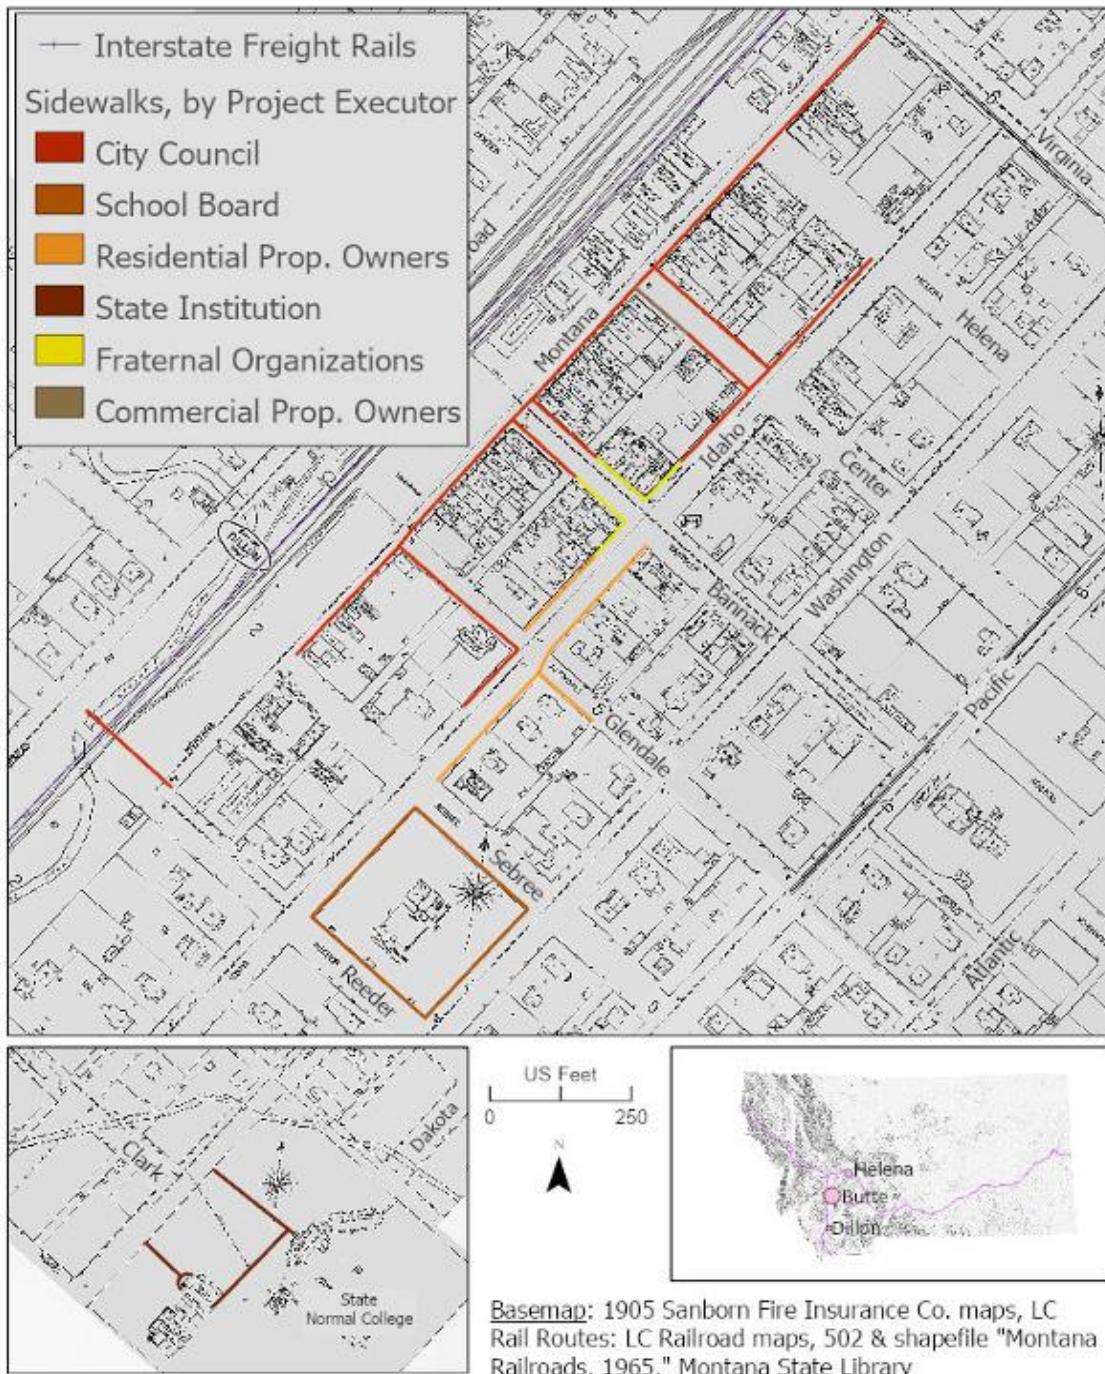 Interstate Freight Rails
Sidewalks, by Project Executor
City Council
School Board
Residential Prop. Owners
State Institution
Fraternal Organizations
Commercial Prop. Owners
Virginia
Helena
Montana
Idaho
Center
Washington
Bannack
Pacific
Glendale
Sebree
Atlantic
Reeder
Clark
Dakota
State
Normal College
US Feet
0 250
N
Helena
Butte
Dillon
Basemap: 1905 Sanborn Fire Insurance Co. maps, LC
Rail Routes: LC Railroad maps, 502 & shapefile "Montana
Railroads, 1965," Montana State Library